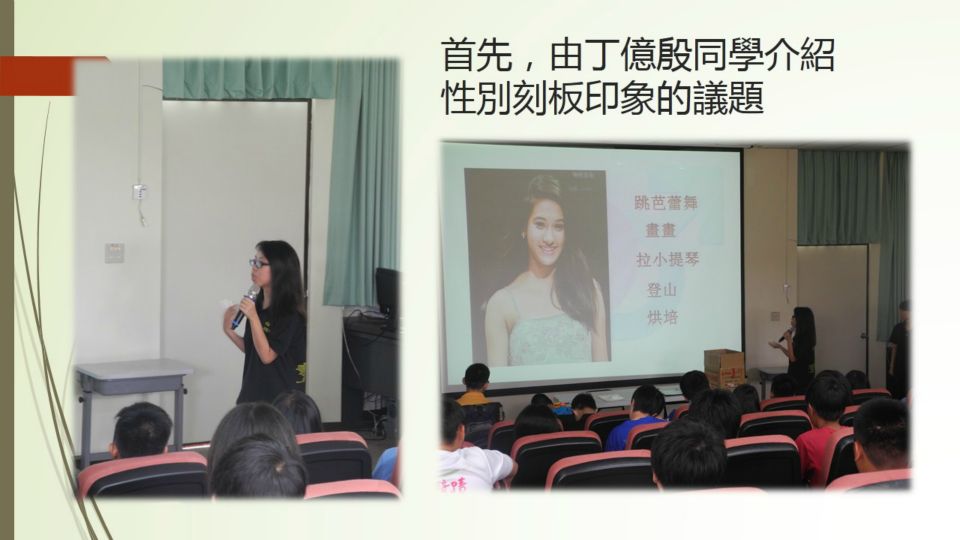 首先，由丁億殷同學介紹
性別刻板印象的議題
跳芭蕾舞
畫畫
拉小提琴
登山
烘培